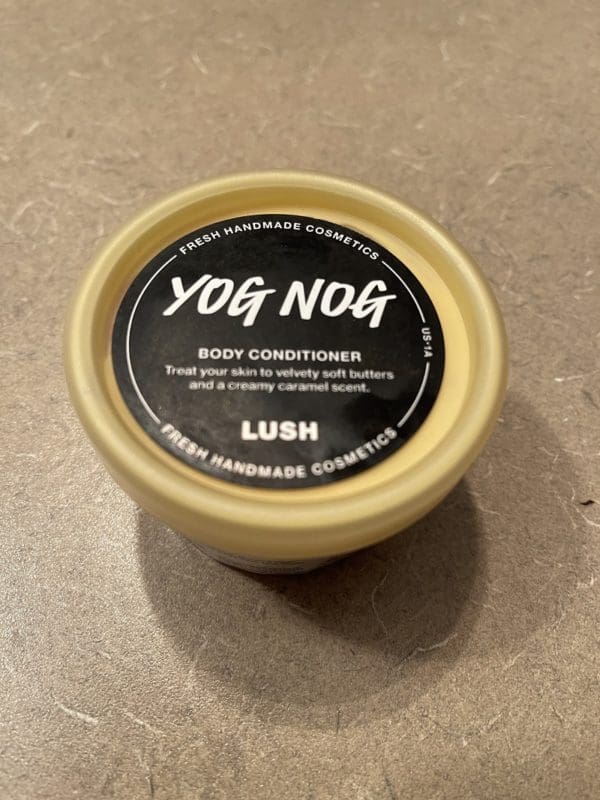 FRESH HANDMADE COSMETICS
YOG NOG
US-1A
BODY CONDITIONER
Treat your skin to velvety soft butters
and a creamy caramel scent.
LUSH
FRESH HANDMADE COSMETICS